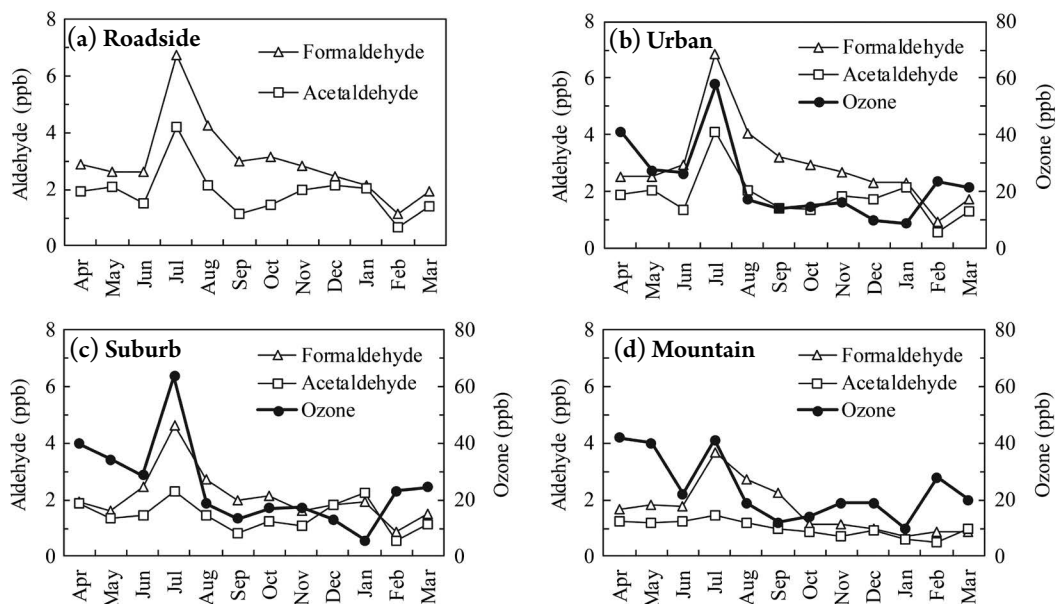 (a) Roadside
Formaldehyde
Acetaldehyde
Aldehyde (ppb)
8
6
4
2
0
Apr
May
Jun
Jul
Aug
Sep
Oct
Nov
Dec
Jan
Feb
Mar
(b) Urban
Formaldehyde
Acetaldehyde
Ozone
Aldehyde (ppb)
8
6
4
2
0
Ozone (ppb)
80
60
40
20
0
Apr
May
Jun
Jul
Aug
Sep
Oct
Nov
Dec
Jan
Feb
Mar
(c) Suburb
Formaldehyde
Acetaldehyde
Ozone
Aldehyde (ppb)
8
6
4
2
0
Ozone (ppb)
80
60
40
20
0
Apr
May
Jun
Jul
Aug
Sep
Oct
Nov
Dec
Jan
Feb
Mar
(d) Mountain
Formaldehyde
Acetaldehyde
Ozone
Aldehyde (ppb)
8
6
4
2
0
Ozone (ppb)
80
60
40
20
0
Apr
May
Jun
Jul
Aug
Sep
Oct
Nov
Dec
Jan
Feb
Mar